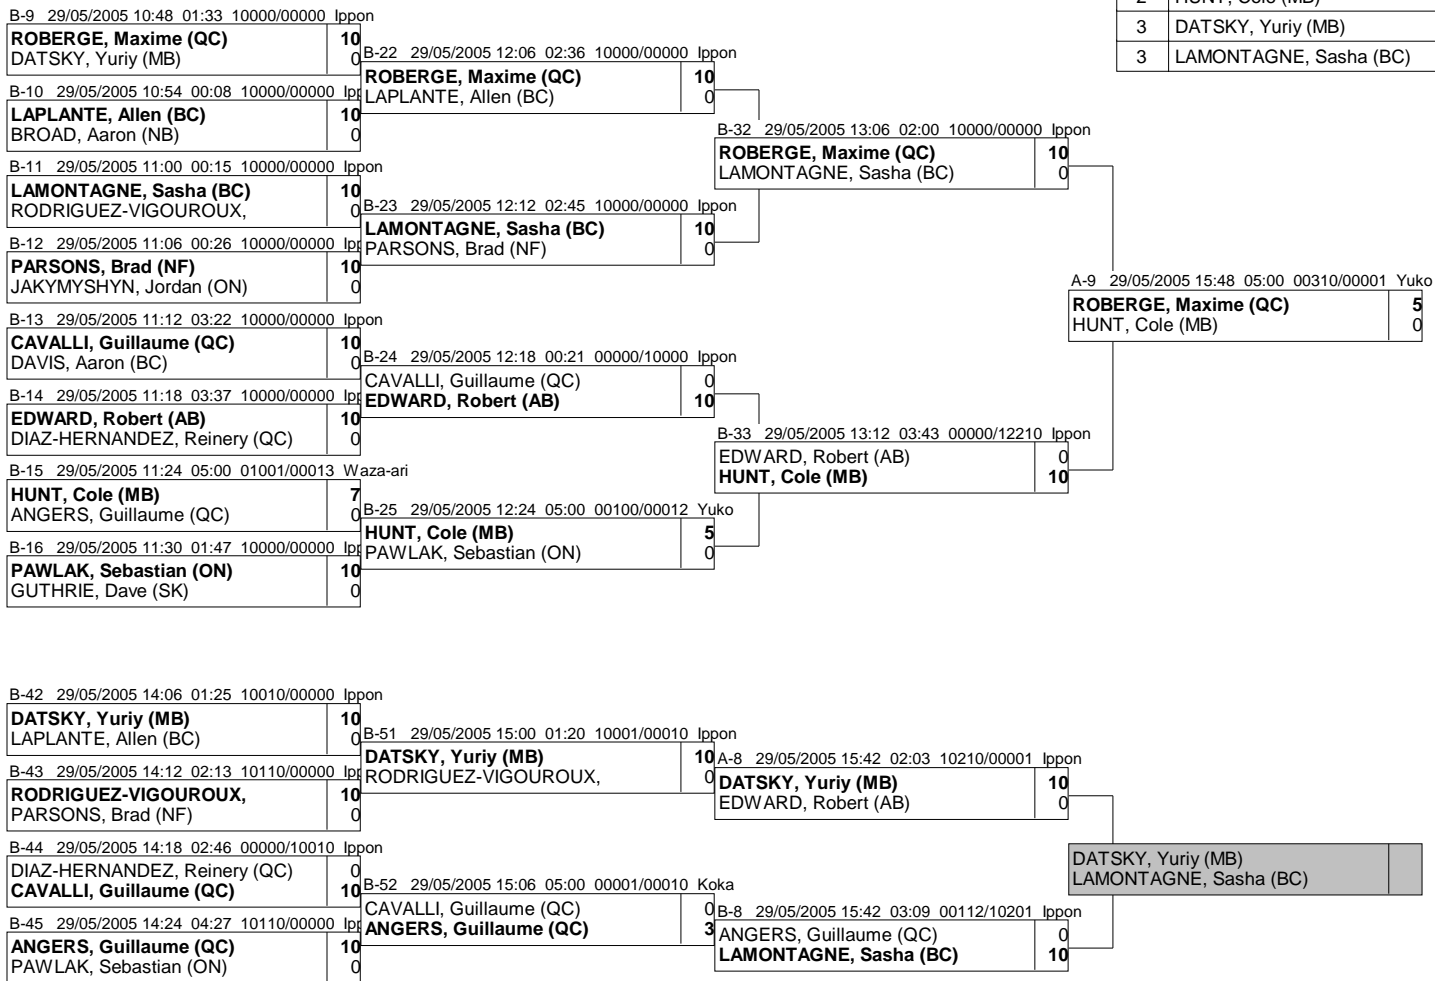 2 HUNT, Cole (MB)
3 DATSKY, Yuriy (MB)
3 LAMONTAGNE, Sasha (BC)
B-9 29/05/2005 10:48 01:33 10000/00000 Ippon
ROBERGE, Maxime (QC) 10
DATSKY, Yuriy (MB) 0
B-10 29/05/2005 10:54 00:08 10000/00000 Ipp
LAPLANTE, Allen (BC) 10
BROAD, Aaron (NB) 0
B-11 29/05/2005 11:00 00:15 10000/00000 Ippon
LAMONTAGNE, Sasha (BC) 10
RODRIGUEZ-VIGOUROUX, 0
B-12 29/05/2005 11:06 00:26 10000/00000 Ipp
PARSONS, Brad (NF) 10
JAKYMYSHYN, Jordan (ON) 0
B-13 29/05/2005 11:12 03:22 10000/00000 Ippon
CAVALLI, Guillaume (QC) 10
DAVIS, Aaron (BC) 0
B-14 29/05/2005 11:18 03:37 10000/00000 Ipp
EDWARD, Robert (AB) 10
DIAZ-HERNANDEZ, Reinery (QC) 0
B-15 29/05/2005 11:24 05:00 01001/00013 Waza-ari
HUNT, Cole (MB) 7
ANGERS, Guillaume (QC) 0
B-16 29/05/2005 11:30 01:47 10000/00000 Ipp
PAWLAK, Sebastian (ON) 10
GUTHRIE, Dave (SK) 0
B-22 29/05/2005 12:06 02:36 10000/00000 Ippon
ROBERGE, Maxime (QC) 10
LAPLANTE, Allen (BC) 0
B-23 29/05/2005 12:12 02:45 10000/00000 Ippon
LAMONTAGNE, Sasha (BC) 10
PARSONS, Brad (NF) 0
B-24 29/05/2005 12:18 00:21 00000/10000 Ippon
CAVALLI, Guillaume (QC) 0
EDWARD, Robert (AB) 10
B-25 29/05/2005 12:24 05:00 00100/00012 Yuko
HUNT, Cole (MB) 5
PAWLAK, Sebastian (ON) 0
B-32 29/05/2005 13:06 02:00 10000/00000 Ippon
ROBERGE, Maxime (QC) 10
LAMONTAGNE, Sasha (BC) 0
B-33 29/05/2005 13:12 03:43 00000/12210 Ippon
EDWARD, Robert (AB) 0
HUNT, Cole (MB) 10
A-9 29/05/2005 15:48 05:00 00310/00001 Yuko
ROBERGE, Maxime (QC) 5
HUNT, Cole (MB) 0
B-42 29/05/2005 14:06 01:25 10010/00000 Ippon
DATSKY, Yuriy (MB) 10
LAPLANTE, Allen (BC) 0
B-43 29/05/2005 14:12 02:13 10110/00000 Ipp
RODRIGUEZ-VIGOUROUX, 10
PARSONS, Brad (NF) 0
B-44 29/05/2005 14:18 02:46 00000/10010 Ippon
DIAZ-HERNANDEZ, Reinery (QC) 0
CAVALLI, Guillaume (QC) 10
B-45 29/05/2005 14:24 04:27 10110/00000 Ipp
ANGERS, Guillaume (QC) 10
PAWLAK, Sebastian (ON) 0
B-51 29/05/2005 15:00 01:20 10001/00010 Ippon
DATSKY, Yuriy (MB) 10
RODRIGUEZ-VIGOUROUX, 0
B-52 29/05/2005 15:06 05:00 00001/00010 Koka
CAVALLI, Guillaume (QC) 0
ANGERS, Guillaume (QC) 3
A-8 29/05/2005 15:42 02:03 10210/00001 Ippon
DATSKY, Yuriy (MB) 10
EDWARD, Robert (AB) 0
B-8 29/05/2005 15:42 03:09 00112/10201 Ippon
ANGERS, Guillaume (QC) 0
LAMONTAGNE, Sasha (BC) 10
DATSKY, Yuriy (MB)
LAMONTAGNE, Sasha (BC)